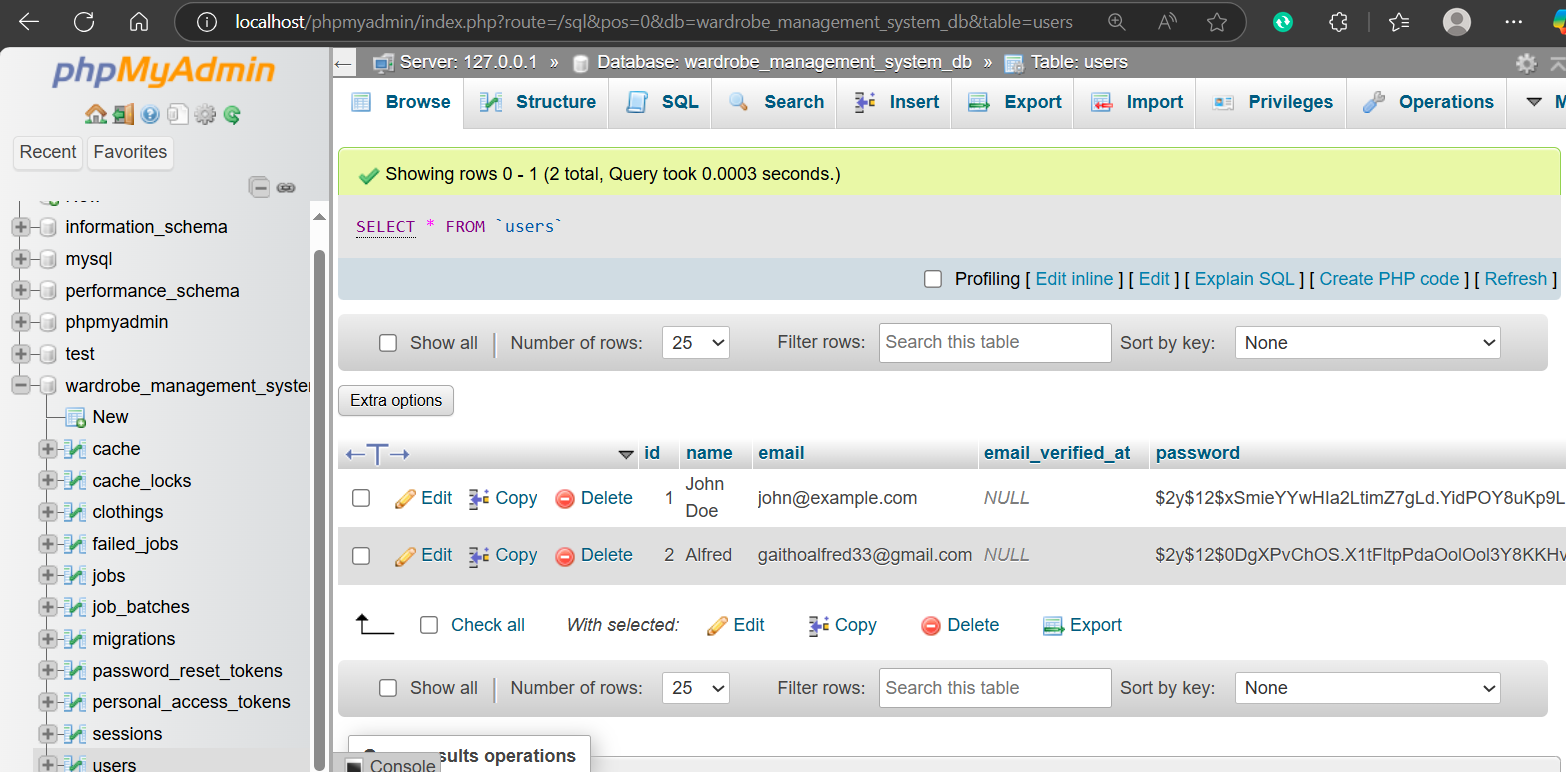 localhost/phpmyadmin/index.php?route=/sql&pos=0&db=wardrobe_management_system_db&table=users
phpMyAdmin
Recent Favorites
information_schema
mysql
performance_schema
phpmyadmin
test
wardrobe_management_syste
New
cache
cache_locks
clothings
failed_jobs
jobs
job_batches
migrations
password_reset_tokens
personal_access_tokens
sessions
users
Server: 127.0.0.1 » Database: wardrobe_management_system_db » Table: users
Browse Structure SQL Search Insert Export Import Privileges Operations M
Showing rows 0 - 1 (2 total, Query took 0.0003 seconds.)
SELECT * FROM `users`
Profiling [ Edit inline ] [ Edit ] [ Explain SQL ] [ Create PHP code ] [ Refresh ]
Show all Number of rows: 25 Filter rows: Search this table Sort by key: None
Extra options
←T→ id name email email_verified_at password
Edit Copy Delete 1 John Doe john@example.com NULL $2y$12$xSmieYYwHIa2LtimZ7gLd.YidPOY8uKp9L
Edit Copy Delete 2 Alfred gaithoalfred33@gmail.com NULL $2y$12$0DgXPvChOS.X1tFltpPdaOolOol3Y8KKHv
Check all With selected: Edit Copy Delete Export
Show all Number of rows: 25 Filter rows: Search this table Sort by key: None
sults operations
Console